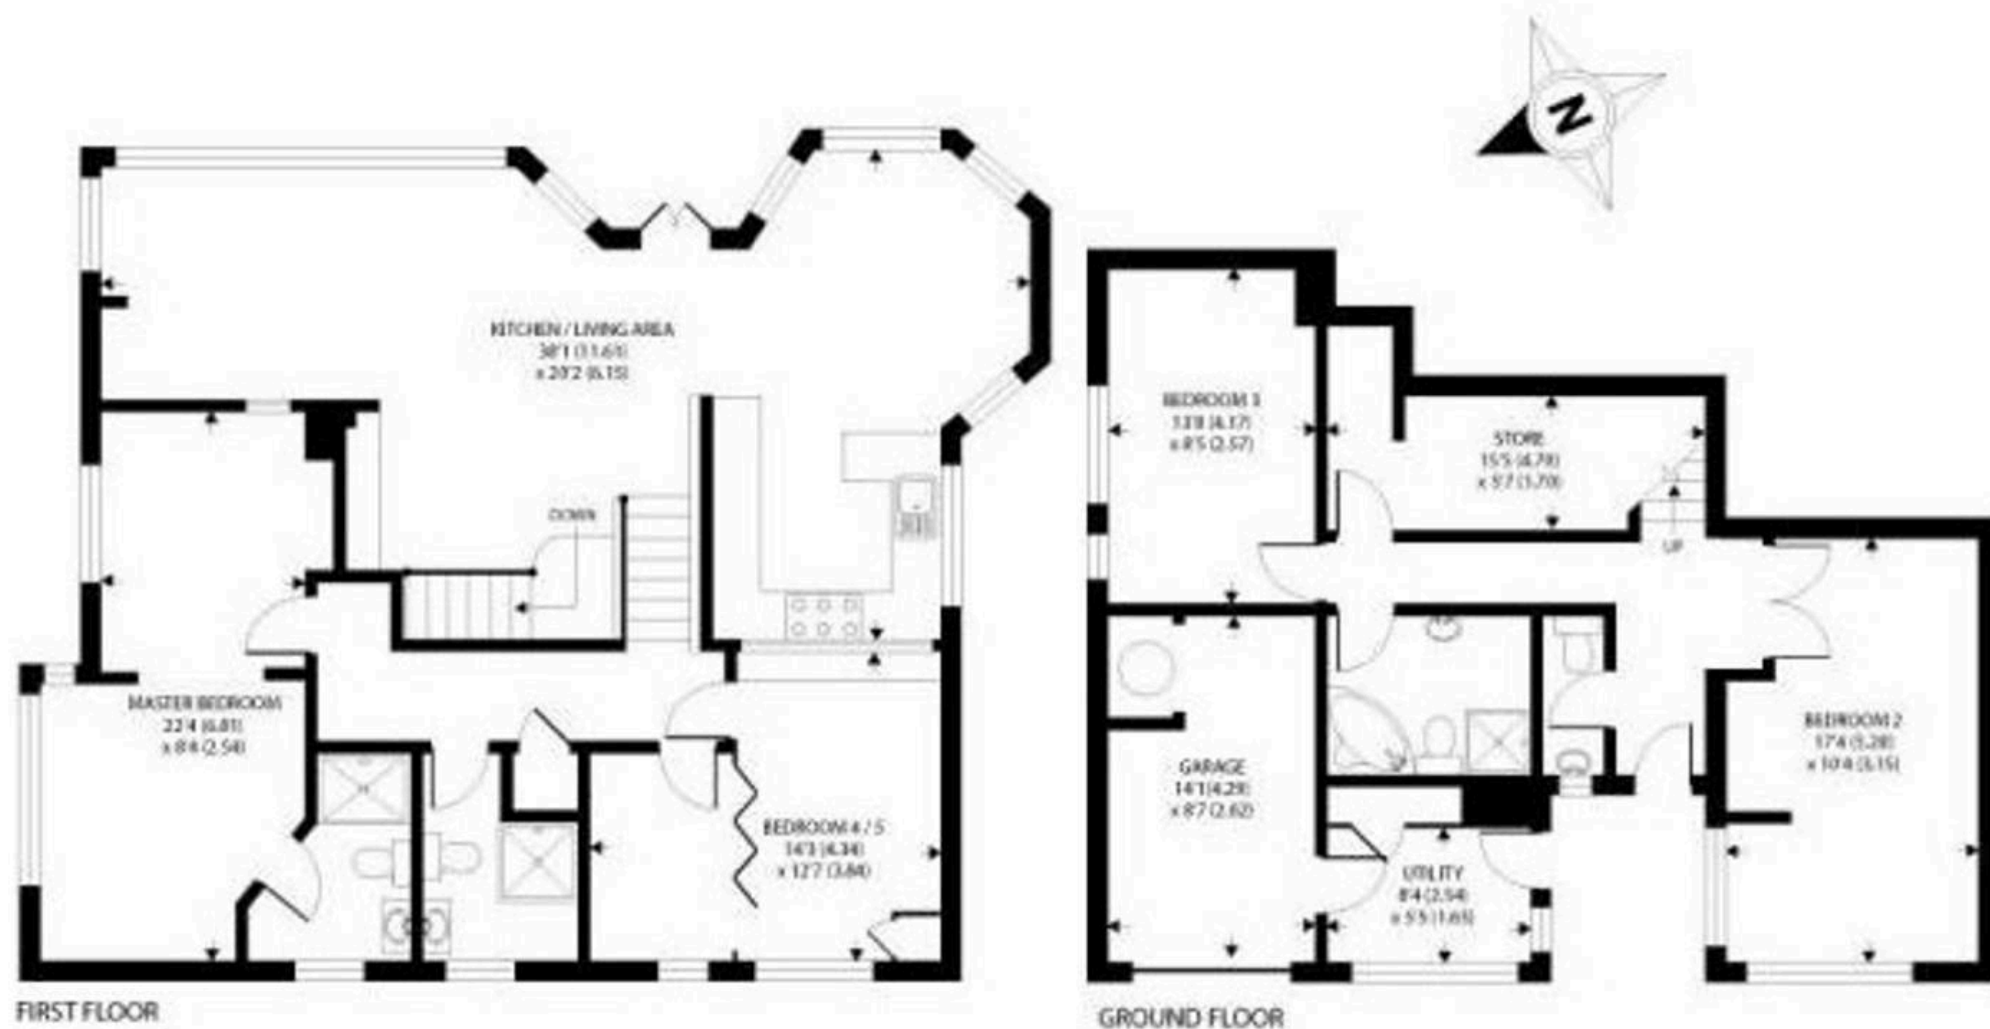 N
KITCHEN / LIVING AREA
38'1 (11.61)
x 20'2 (6.15)
DOWN
MASTER BEDROOM
22'4 (6.81)
x 8'4 (2.54)
BEDROOM 4 / 5
14'3 (4.34)
x 12'7 (3.84)
FIRST FLOOR
BEDROOM 3
13'8 (4.17)
x 8'5 (2.57)
STORE
15'5 (4.70)
x 5'7 (1.70)
UP
BEDROOM 2
17'4 (5.28)
x 10'4 (3.15)
GARAGE
14'1 (4.29)
x 8'7 (2.62)
UTILITY
8'4 (2.54)
x 5'5 (1.65)
GROUND FLOOR